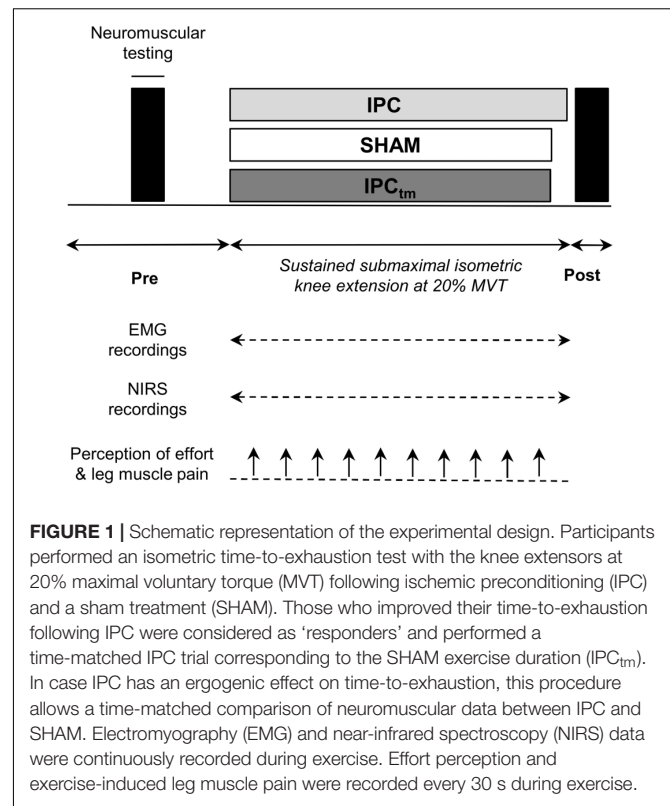 Neuromuscular
testing
IPC
SHAM
IPCtm
Pre
Sustained submaximal isometric
knee extension at 20% MVT
Post
EMG
recordings
NIRS
recordings
Perception of effort
& leg muscle pain
FIGURE 1 | Schematic representation of the experimental design. Participants
performed an isometric time-to-exhaustion test with the knee extensors at
20% maximal voluntary torque (MVT) following ischemic preconditioning (IPC)
and a sham treatment (SHAM). Those who improved their time-to-exhaustion
following IPC were considered as ‘responders’ and performed a
time-matched IPC trial corresponding to the SHAM exercise duration (IPCtm).
In case IPC has an ergogenic effect on time-to-exhaustion, this procedure
allows a time-matched comparison of neuromuscular data between IPC and
SHAM. Electromyography (EMG) and near-infrared spectroscopy (NIRS) data
were continuously recorded during exercise. Effort perception and
exercise-induced leg muscle pain were recorded every 30 s during exercise.